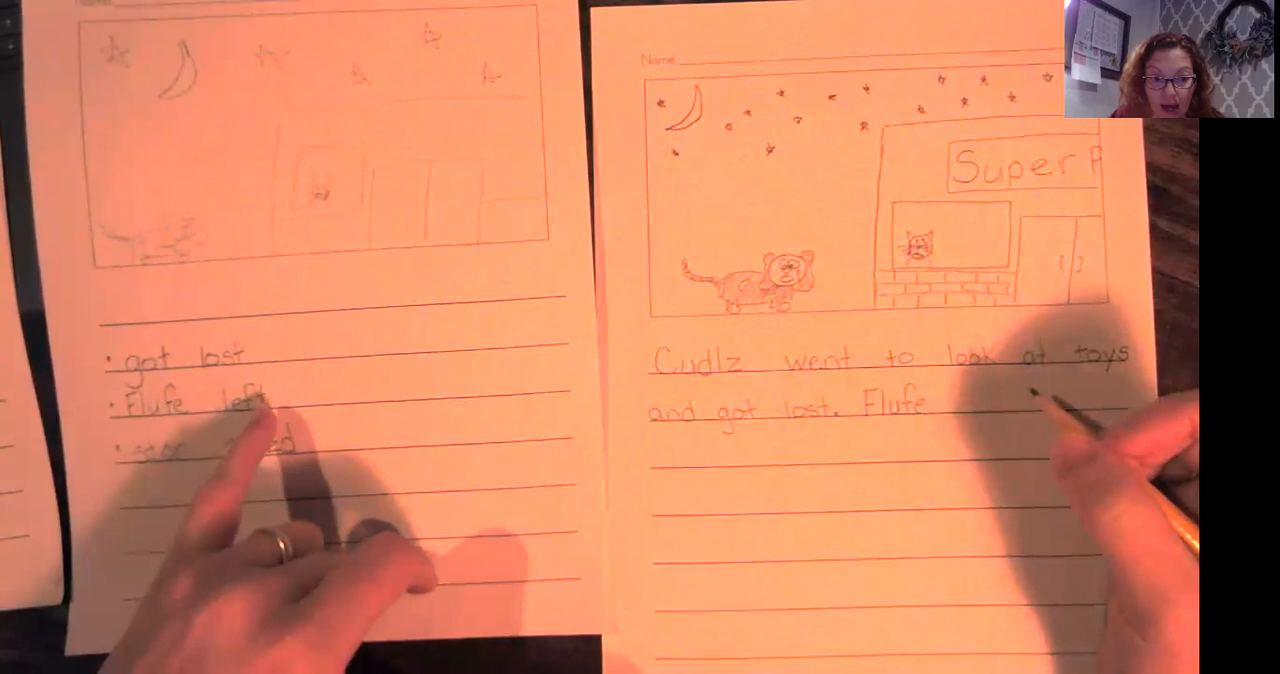 · got lost
· Flufe left
Name
Super
Cudlz went to look at toys
and got lost. Flufe